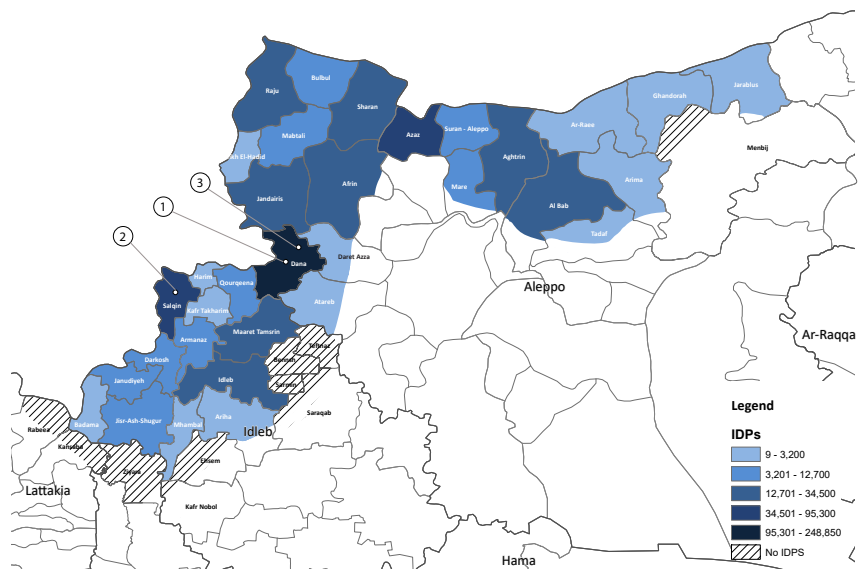 Bulbul
Raju
Sharan
Jarablus
Ghandorah
Azaz
Suran - Aleppo
Ar-Raee
Mabtali
Aghtrin
Menbij
kh El-Hadid
Afrin
Mare
Arima
Jandairis
Al Bab
Tadaf
3
1
2
Dana
Daret Azza
Harim
Qourqeena
Salqin
Kafr Takharim
Atareb
Aleppo
Ar-Raqqa
Maaret Tamsrin
Armanaz
Teftnaz
Bennsh
Darkosh
Janudiyeh
Idleb
Sarmin
Saraqab
Badama
Jisr-Ash-Shugur
Mhambal
Ariha
Idleb
Rabeea
Kansaba
Ziyara
Ehsem
Lattakia
Kafr Nobol
Hama
Legend
IDPs
9 - 3,200
3,201 - 12,700
12,701 - 34,500
34,501 - 95,300
95,301 - 248,850
No IDPS